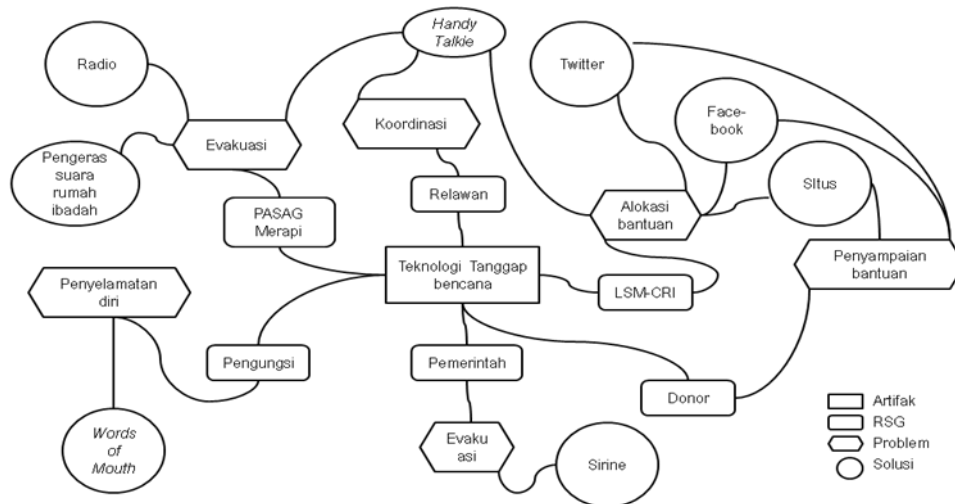 Handy
Talkie
Radio
Twitter
Face-
book
Koordinasi
Evakuasi
Pengeras
suara
rumah
ibadah
SItus
Relawan
Alokasi
bantuan
PASAG
Merapi
Penyampaian
bantuan
Teknologi Tanggap
bencana
Penyelamatan
diri
LSM-CRI
Pengungsi
Pemerintah
Donor
Words
of
Mouth
Evaku
asi
Sirine
Artifak
RSG
Problem
Solusi